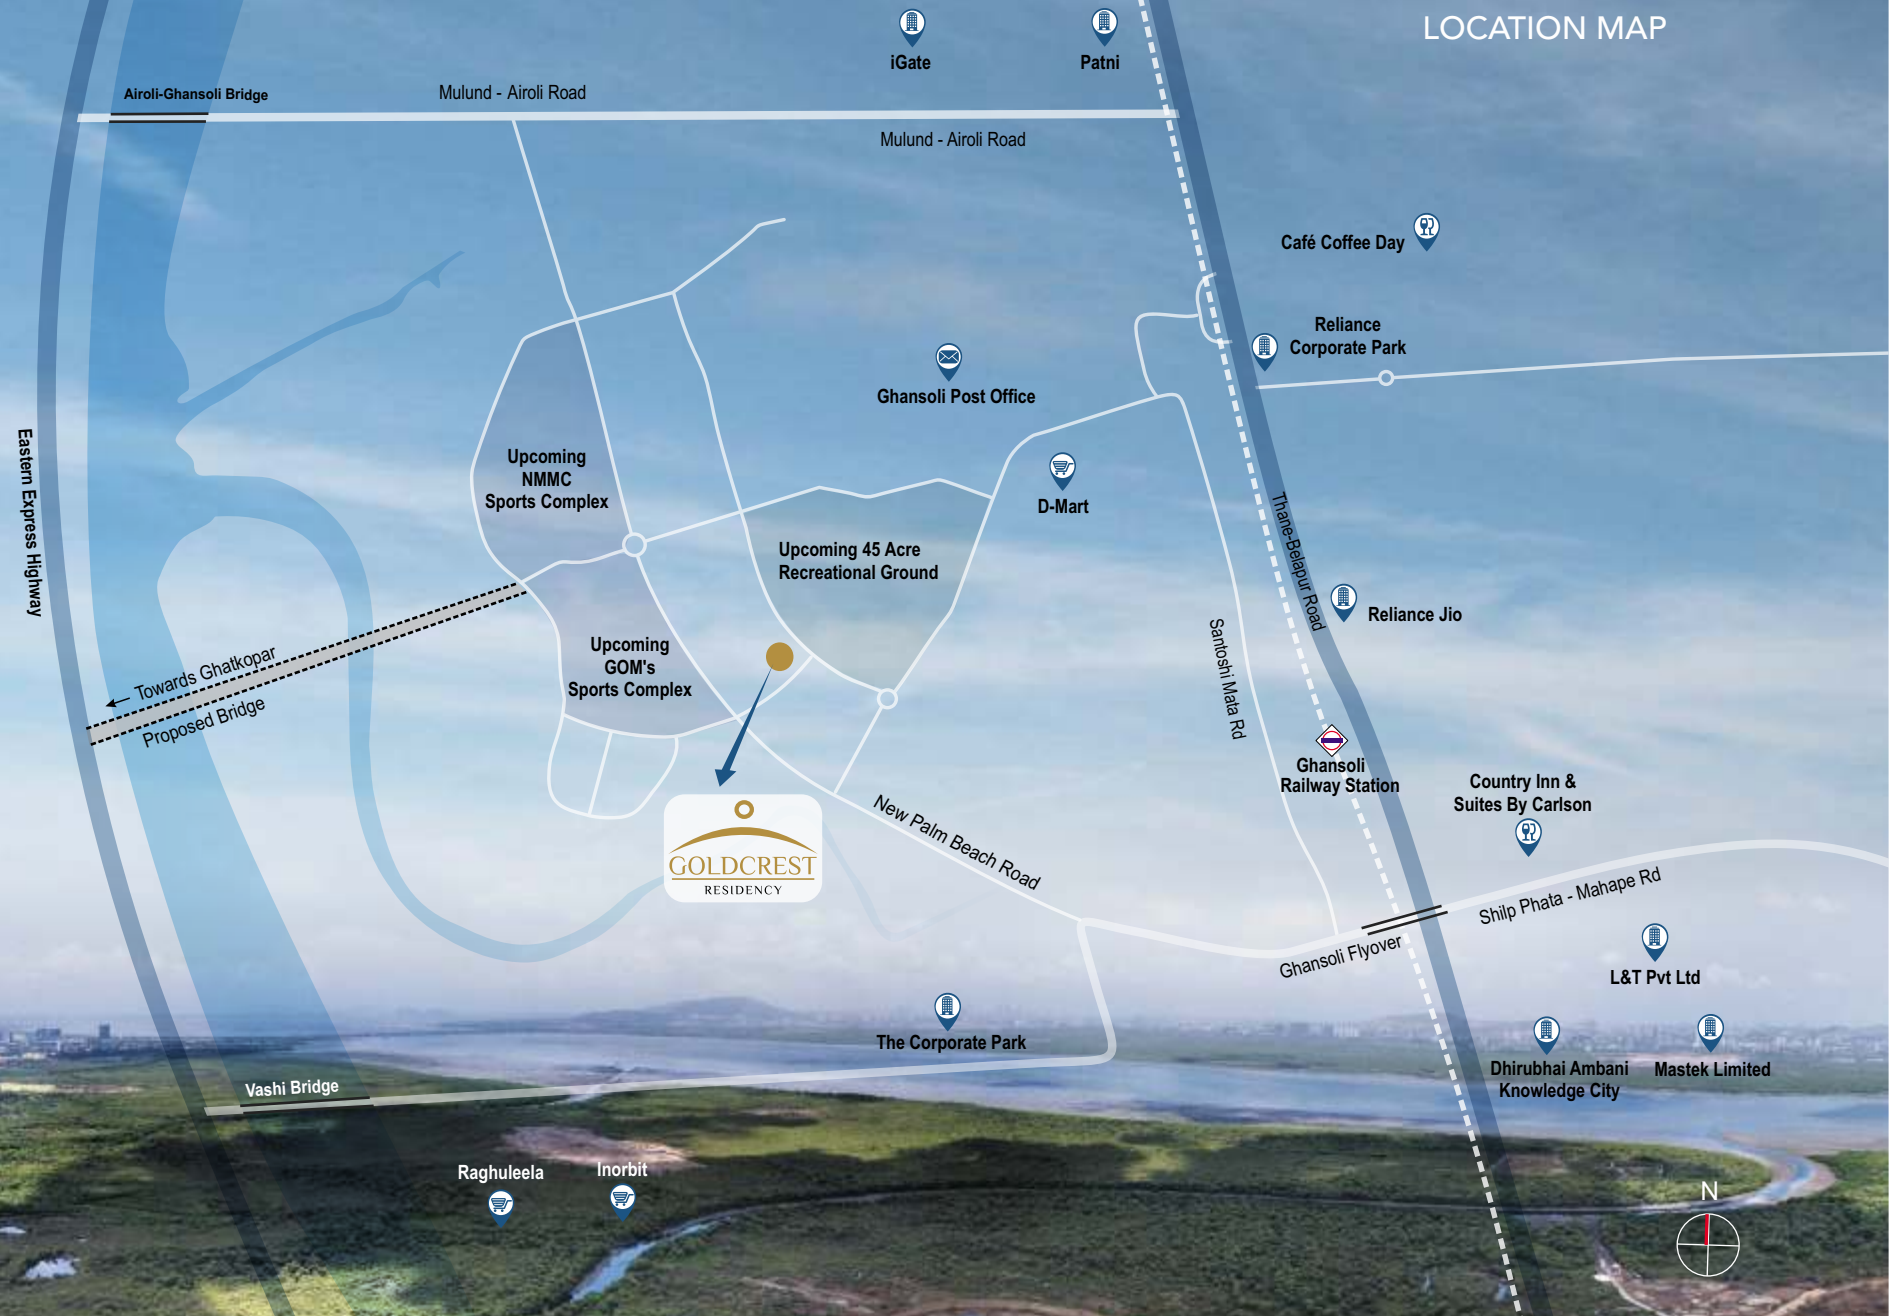 LOCATION MAP
iGate
Patni
Airoli-Ghansoli Bridge
Mulund - Airoli Road
Mulund - Airoli Road
Café Coffee Day
Reliance
Corporate Park
Ghansoli Post Office
Eastern Express Highway
Upcoming
NMMC
Sports Complex
D-Mart
Thane-Belapur Road
Upcoming 45 Acre
Recreational Ground
Reliance Jio
Santoshi Mata Rd
Upcoming
GOM's
Sports Complex
Towards Ghatkopar
Proposed Bridge
Ghansoli
Railway Station
Country Inn &
Suites By Carlson
GOLDCREST
RESIDENCY
New Palm Beach Road
Shilp Phata - Mahape Rd
Ghansoli Flyover
L&T Pvt Ltd
The Corporate Park
Dhirubhai Ambani
Knowledge City
Mastek Limited
Vashi Bridge
Raghuleela
Inorbit
N